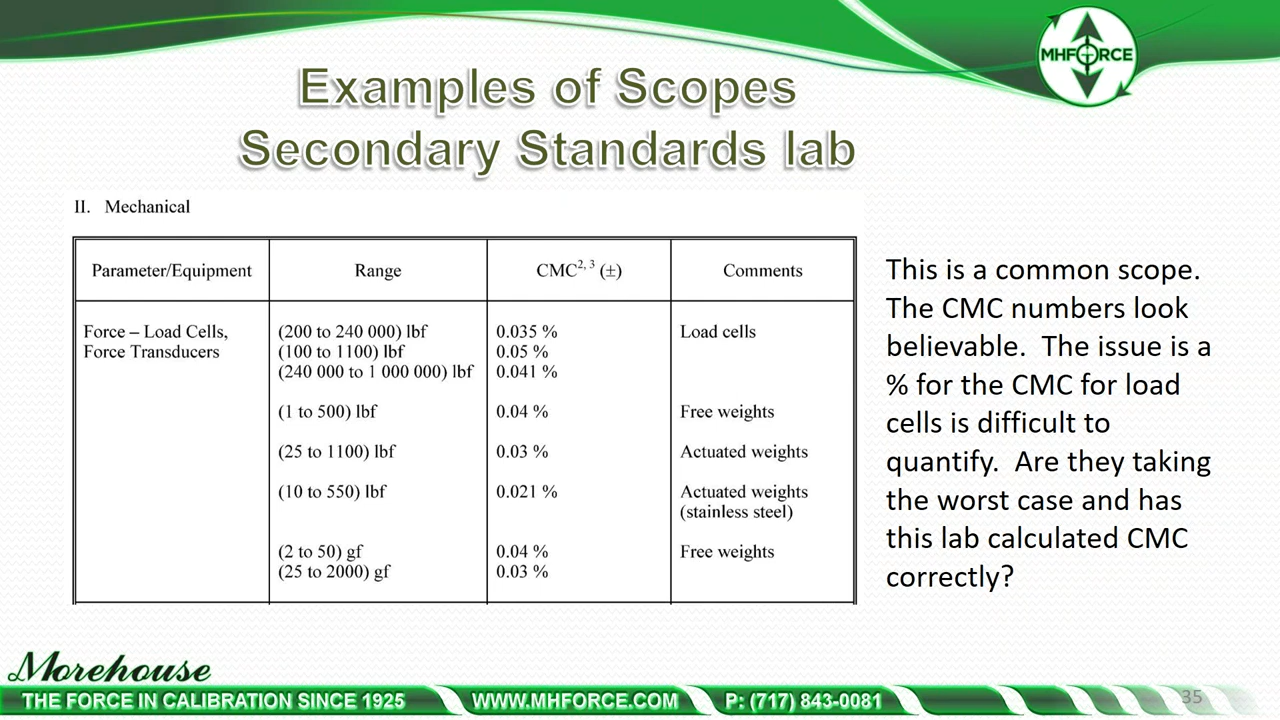 MHFORCE
Examples of Scopes
Secondary Standards lab
II. Mechanical
Parameter/Equipment Range CMC2, 3 (±) Comments
Force – Load Cells, (200 to 240 000) lbf 0.035 % Load cells
Force Transducers (100 to 1100) lbf 0.05 %
(240 000 to 1 000 000) lbf 0.041 %
(1 to 500) lbf 0.04 % Free weights
(25 to 1100) lbf 0.03 % Actuated weights
(10 to 550) lbf 0.021 % Actuated weights
(stainless steel)
(2 to 50) gf 0.04 % Free weights
(25 to 2000) gf 0.03 %
This is a common scope.
The CMC numbers look
believable. The issue is a
% for the CMC for load
cells is difficult to
quantify. Are they taking
the worst case and has
this lab calculated CMC
correctly?
Morehouse
THE FORCE IN CALIBRATION SINCE 1925 WWW.MHFORCE.COM P: (717) 843-0081 35